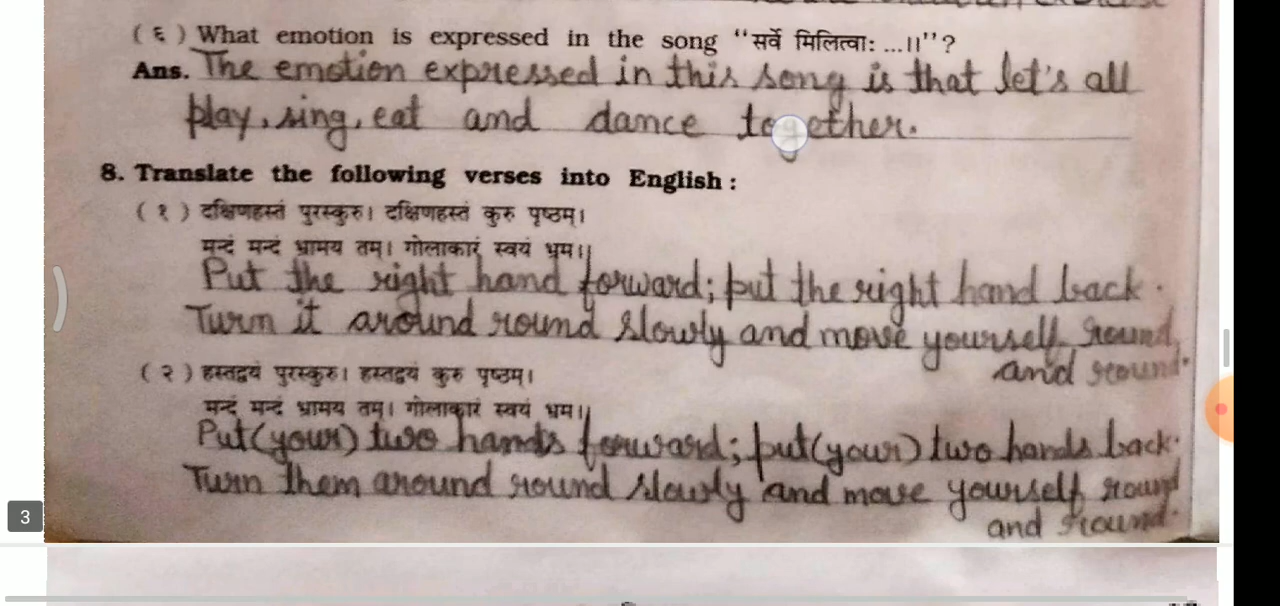 ( ६ ) What emotion is expressed in the song “सर्वे मिलित्वाः ...॥”?
Ans. The emotion expressed in this song is that let's all
play, sing, eat and dance together.
8. Translate the following verses into English :
( १ ) दक्षिणहस्तं पुरस्कुरु। दक्षिणहस्तं कुरु पृष्ठम्।
मन्दं मन्दं भ्रामय तम्। गोलाकारं स्वयं भ्रम॥
Put the right hand forward; put the right hand back.
Turn it around round slowly and move yourself round,
and round.
( २ ) हस्तद्वयं पुरस्कुरु। हस्तद्वयं कुरु पृष्ठम्।
मन्दं मन्दं भ्रामय तम्। गोलाकारं स्वयं भ्रम॥
Put (your) two hands forward; put (your) two hands back.
Turn them around round slowly and move yourself round
and round.
3